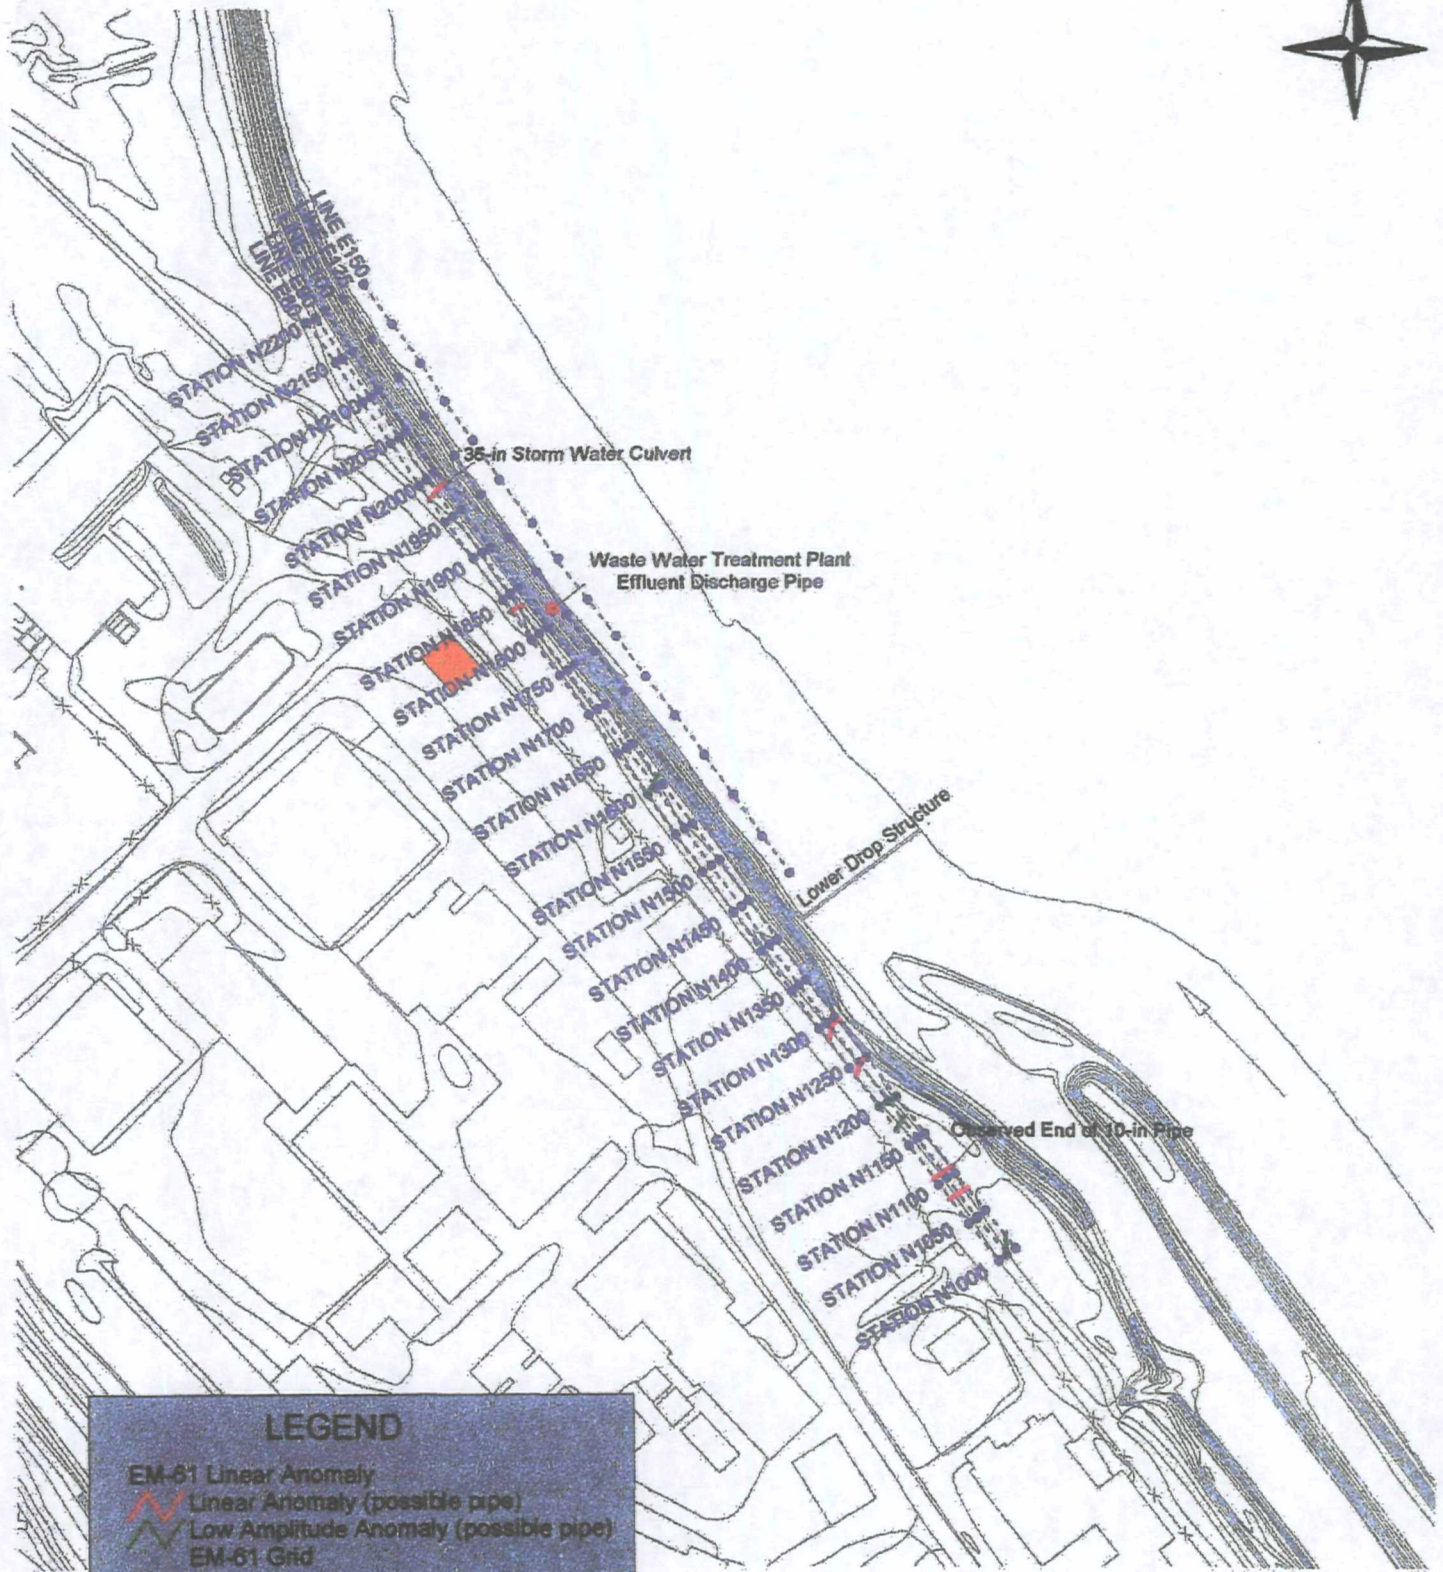 LINE E150
LINE E86
STATION N2200
STATION N2150
STATION N2100
STATION N2050
35-in Storm Water Culvert
STATION N2000
STATION N1950
STATION N1900
Waste Water Treatment Plant
Effluent Discharge Pipe
STATION N1850
STATION N1800
STATION N1750
STATION N1700
STATION N1650
STATION N1600
Lower Drop Structure
STATION N1550
STATION N1500
STATION N1450
STATION N1400
STATION N1350
STATION N1300
STATION N1250
STATION N1200
Observed End of 10-in Pipe
STATION N1150
STATION N1100
STATION N1050
STATION N1000
LEGEND
EM-61 Linear Anomaly
Linear Anomaly (possible pipe)
Low Amplitude Anomaly (possible pipe)
EM-61 Grid